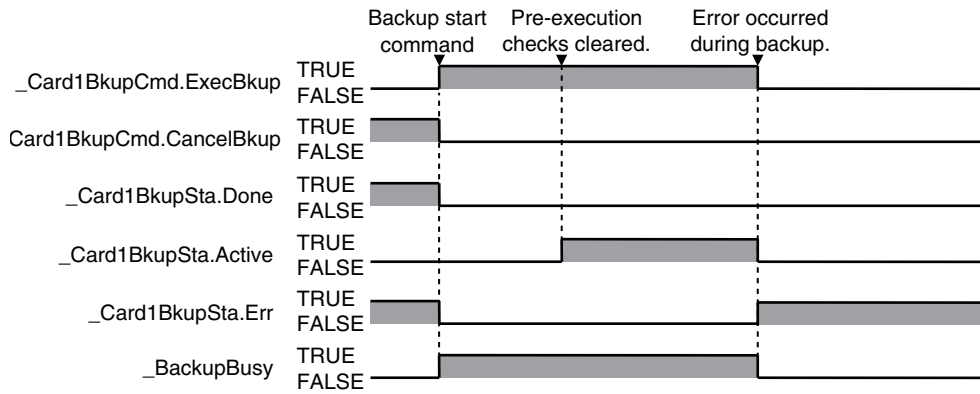 Backup start
command
Pre-execution
checks cleared.
Error occurred
during backup.
_Card1BkupCmd.ExecBkup
TRUE
FALSE
Card1BkupCmd.CancelBkup
TRUE
FALSE
_Card1BkupSta.Done
TRUE
FALSE
_Card1BkupSta.Active
TRUE
FALSE
_Card1BkupSta.Err
TRUE
FALSE
_BackupBusy
TRUE
FALSE